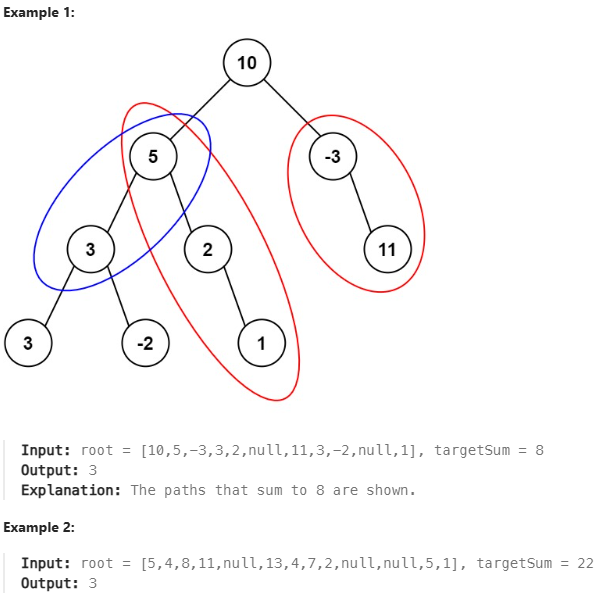 Example 1:
10
5
-3
3
2
11
3
-2
1
Input: root = [10,5,−3,3,2,null,11,3,−2,null,1], targetSum = 8
Output: 3
Explanation: The paths that sum to 8 are shown.
Example 2:
Input: root = [5,4,8,11,null,13,4,7,2,null,null,5,1], targetSum = 22
Output: 3